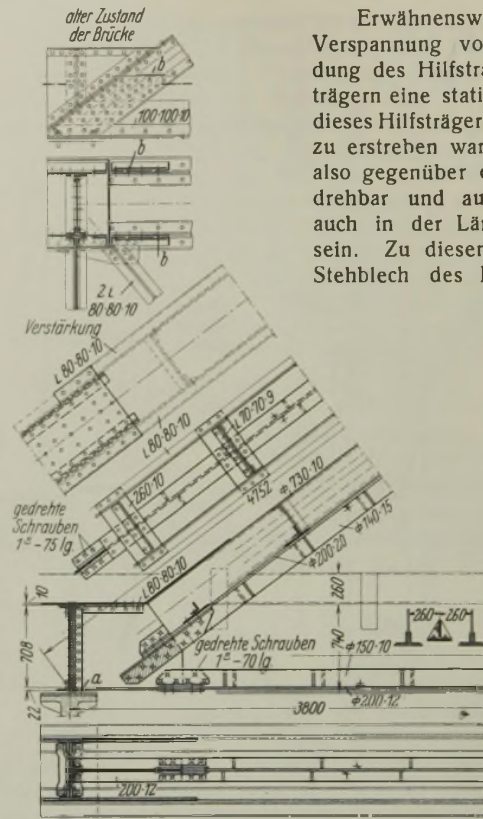 alter Zustand
der Brücke
b
100·100·10
b
b
2 L
80·80·10
Erwähnensw
Verspannung vo
dung des Hilfstra
trägern eine stati
dieses Hilfsträger
zu erstreben war
also gegenüber
drehbar und au
auch in der Län
sein. Zu dieser
Stehblech des
Verstärkung
L 80·80·10
L 80·80·10
260·10
L 70·70·9
4752
730·10
740·15
200·20
gedrehte
Schrauben
1" - 75 lg.
L 80·80·10
10
708
22
a
gedrehte Schrauben
1" - 70 lg.
260
740
150·10
260
260
200·12
3800
200·12